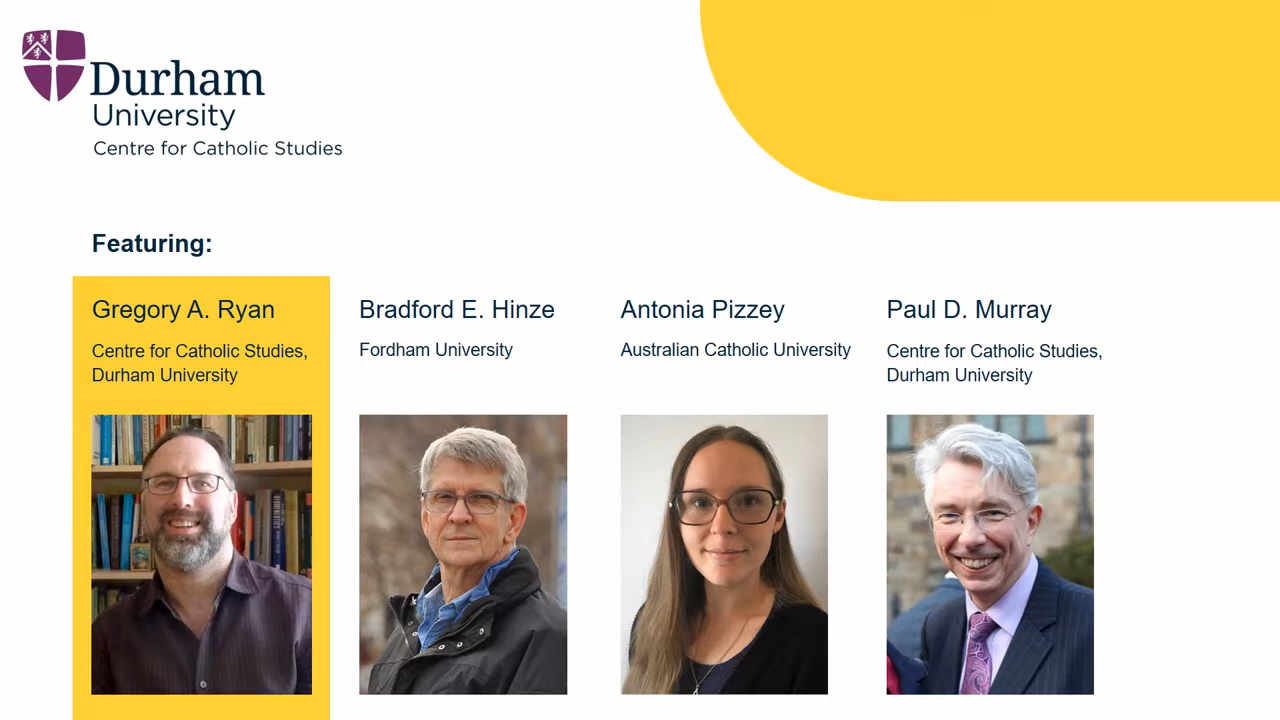 Durham
University
Centre for Catholic Studies
Featuring:
Gregory A. Ryan
Centre for Catholic Studies,
Durham University
Bradford E. Hinze
Fordham University
Antonia Pizzey
Australian Catholic University
Paul D. Murray
Centre for Catholic Studies,
Durham University